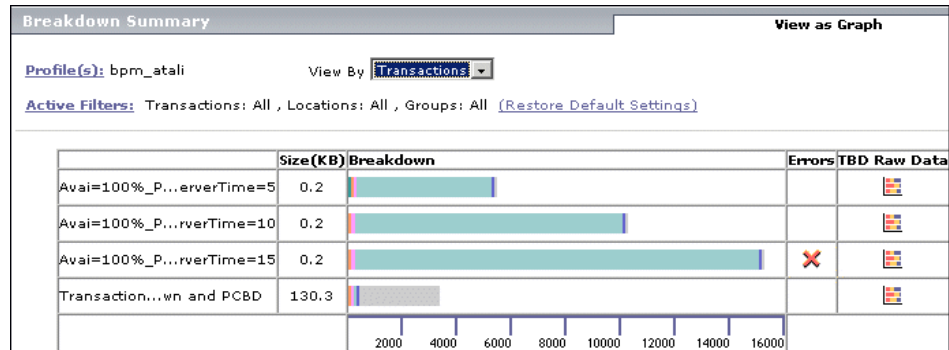 Breakdown Summary View as Graph
Profile(s): bpm_atali View By Transactions
Active Filters: Transactions: All , Locations: All , Groups: All (Restore Default Settings)
Size(KB) Breakdown Errors TBD Raw Data
Avai=100%_P...erverTime=5 0.2
Avai=100%_P...rverTime=10 0.2
Avai=100%_P...rverTime=15 0.2
Transaction...wn and PCBD 130.3
2000 4000 6000 8000 10000 12000 14000 16000